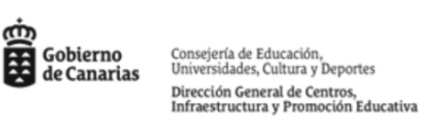 Gobierno
de Canarias
Consejería de Educación,
Universidades, Cultura y Deportes
Dirección General de Centros,
Infraestructura y Promoción Educativa